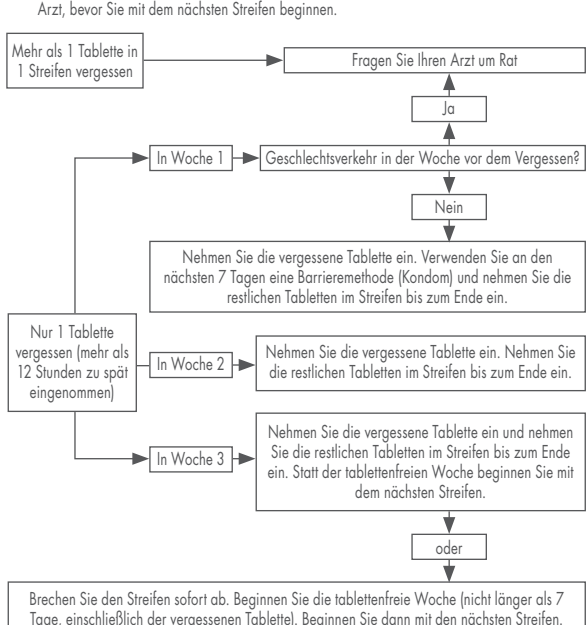 Arzt, bevor Sie mit dem nächsten Streifen beginnen.
Mehr als 1 Tablette in
1 Streifen vergessen
Fragen Sie Ihren Arzt um Rat
Ja
In Woche 1
Geschlechtsverkehr in der Woche vor dem Vergessen?
Nein
Nehmen Sie die vergessene Tablette ein. Verwenden Sie an den
nächsten 7 Tagen eine Barrieremethode (Kondom) und nehmen Sie die
restlichen Tabletten im Streifen bis zum Ende ein.
Nur 1 Tablette
vergessen (mehr als
12 Stunden zu spät
eingenommen)
In Woche 2
Nehmen Sie die vergessene Tablette ein. Nehmen Sie
die restlichen Tabletten im Streifen bis zum Ende ein.
In Woche 3
Nehmen Sie die vergessene Tablette ein und nehmen
Sie die restlichen Tabletten im Streifen bis zum Ende
ein. Statt der tablettenfreien Woche beginnen Sie mit
dem nächsten Streifen.
oder
Brechen Sie den Streifen sofort ab. Beginnen Sie die tablettenfreie Woche (nicht länger als 7
Tage, einschließlich der vergessenen Tablette). Beginnen Sie dann mit den nächsten Streifen.